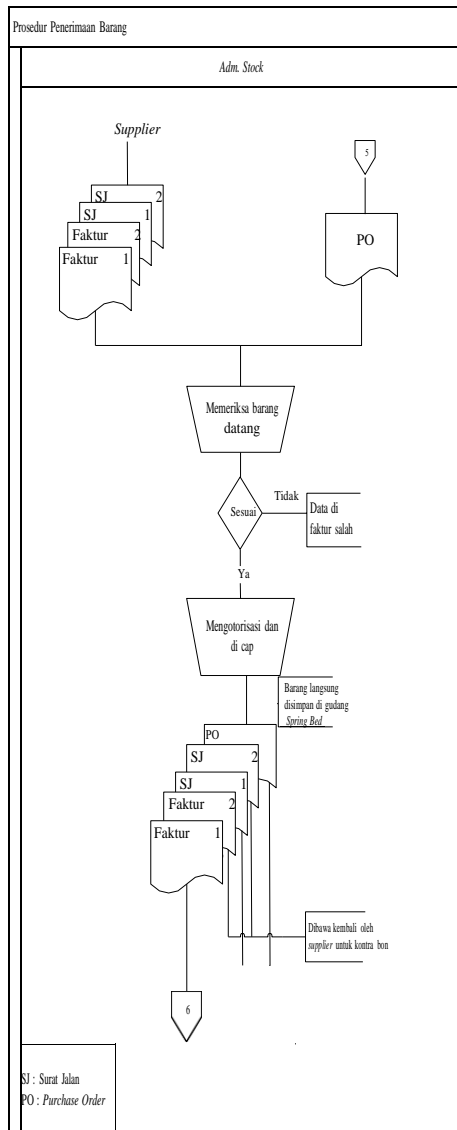 Prosedur Penerimaan Barang
Adm. Stock
Supplier
5
SJ 2
SJ 1
Faktur 2
Faktur 1
PO
Memeriksa barang
datang
Sesuai
Tidak
Data di
faktur salah
Ya
Mengotorisasi dan
di cap
Barang langsung
disimpan di gudang
Spring Bed
PO
SJ 2
SJ 1
Faktur 2
Faktur 1
Dibawa kembali oleh
supplier untuk kontra bon
6
SJ : Surat Jalan
PO : Purchase Order